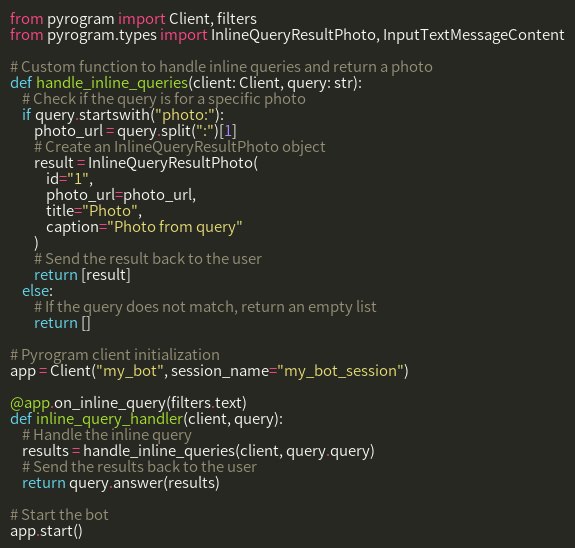 from pyrogram import Client, filters
from pyrogram.types import InlineQueryResultPhoto, InputTextMessageContent

# Custom function to handle inline queries and return a photo
def handle_inline_queries(client: Client, query: str):
    # Check if the query is for a specific photo
    if query.startswith("photo:"):
        photo_url = query.split(":")[1]
        # Create an InlineQueryResultPhoto object
        result = InlineQueryResultPhoto(
            id="1",
            photo_url=photo_url,
            title="Photo",
            caption="Photo from query"
        )
        # Send the result back to the user
        return [result]
    else:
        # If the query does not match, return an empty list
        return []

# Pyrogram client initialization
app = Client("my_bot", session_name="my_bot_session")

@app.on_inline_query(filters.text)
def inline_query_handler(client, query):
    # Handle the inline query
    results = handle_inline_queries(client, query.query)
    # Send the results back to the user
    return query.answer(results)

# Start the bot
app.start()